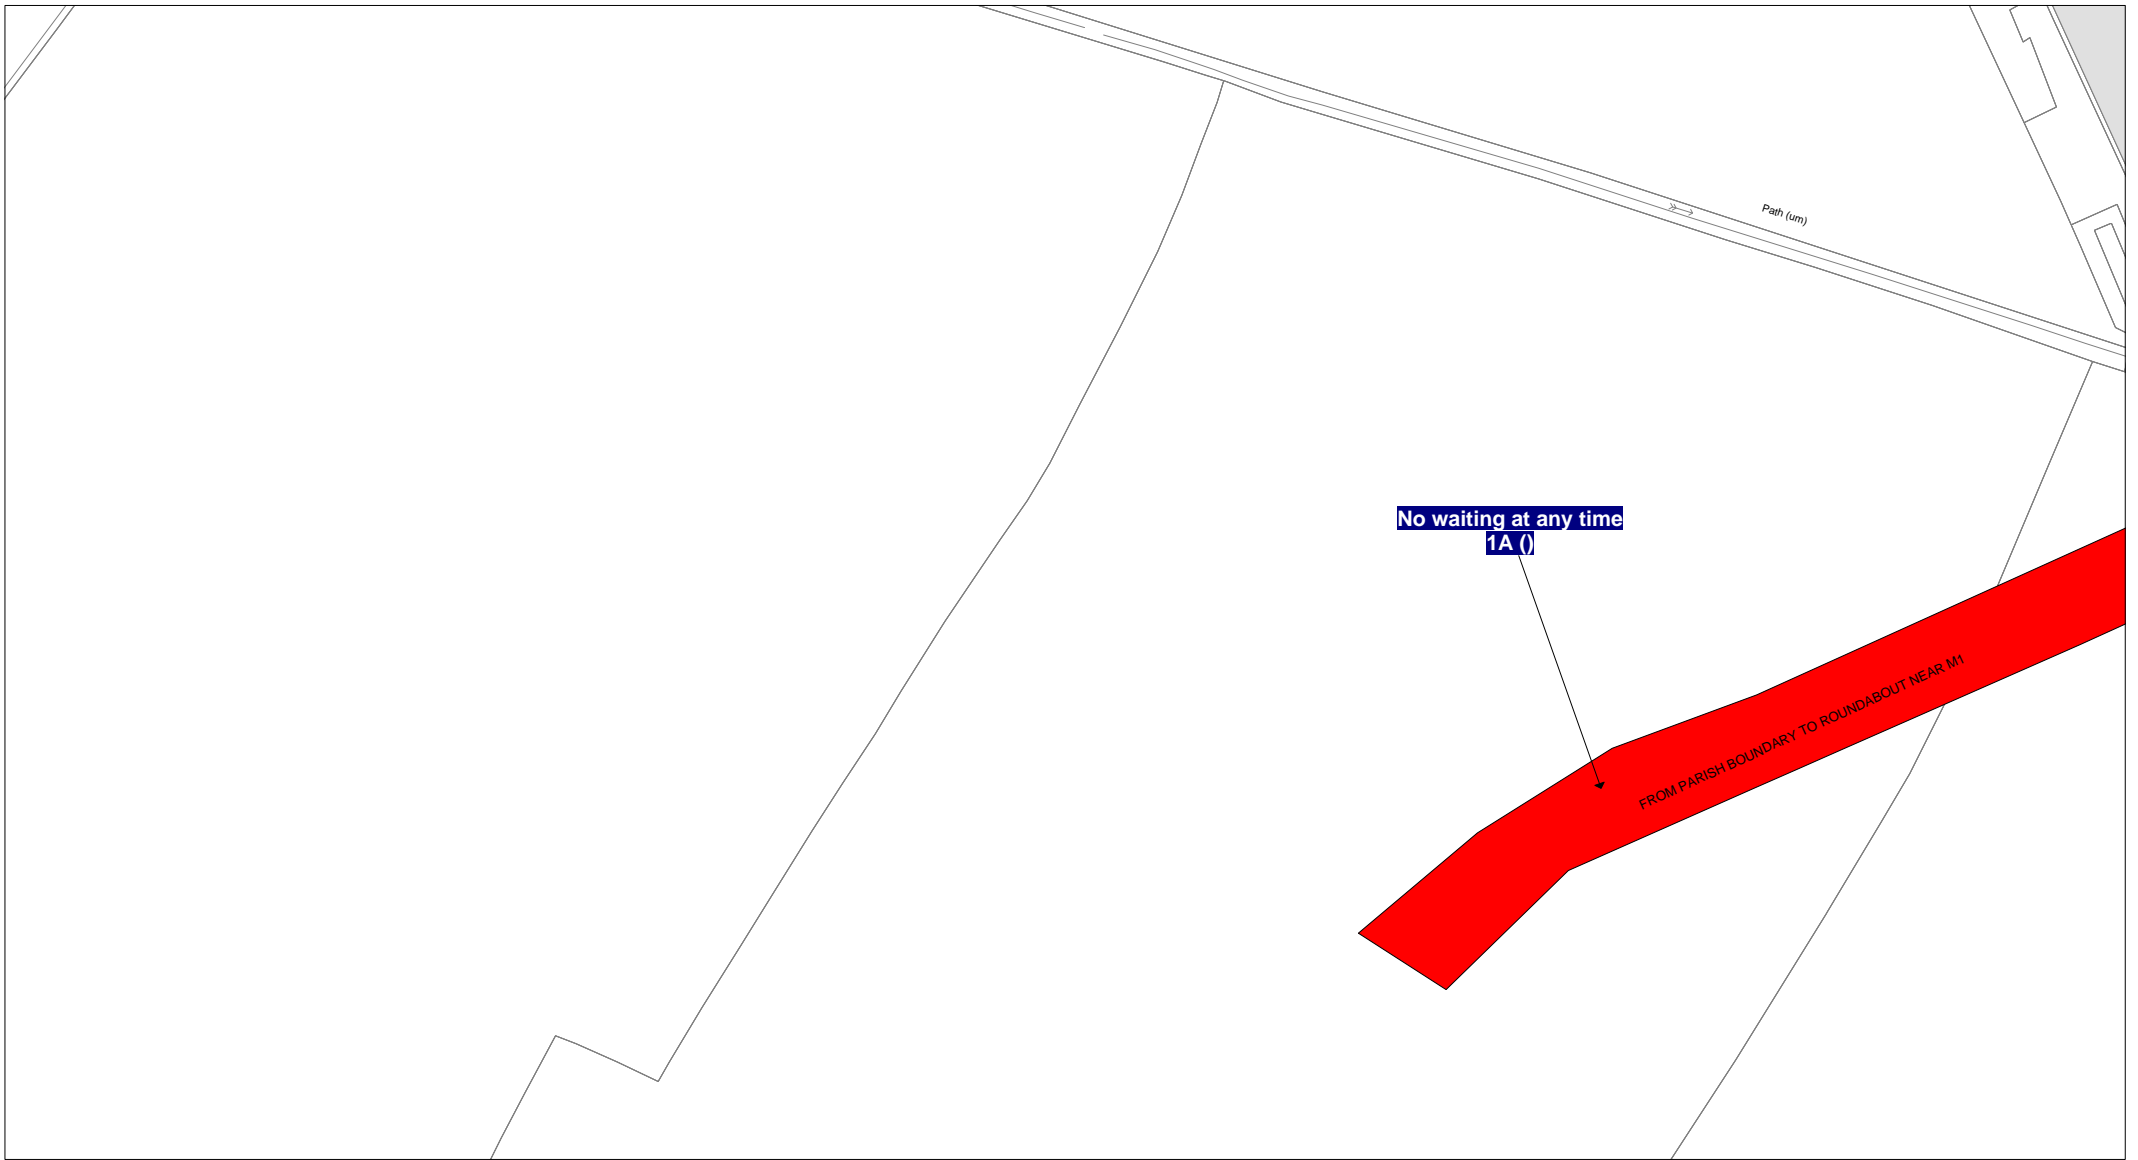 Path (um)
No waiting at any time
1A ()
FROM PARISH BOUNDARY TO ROUNDABOUT NEAR M1